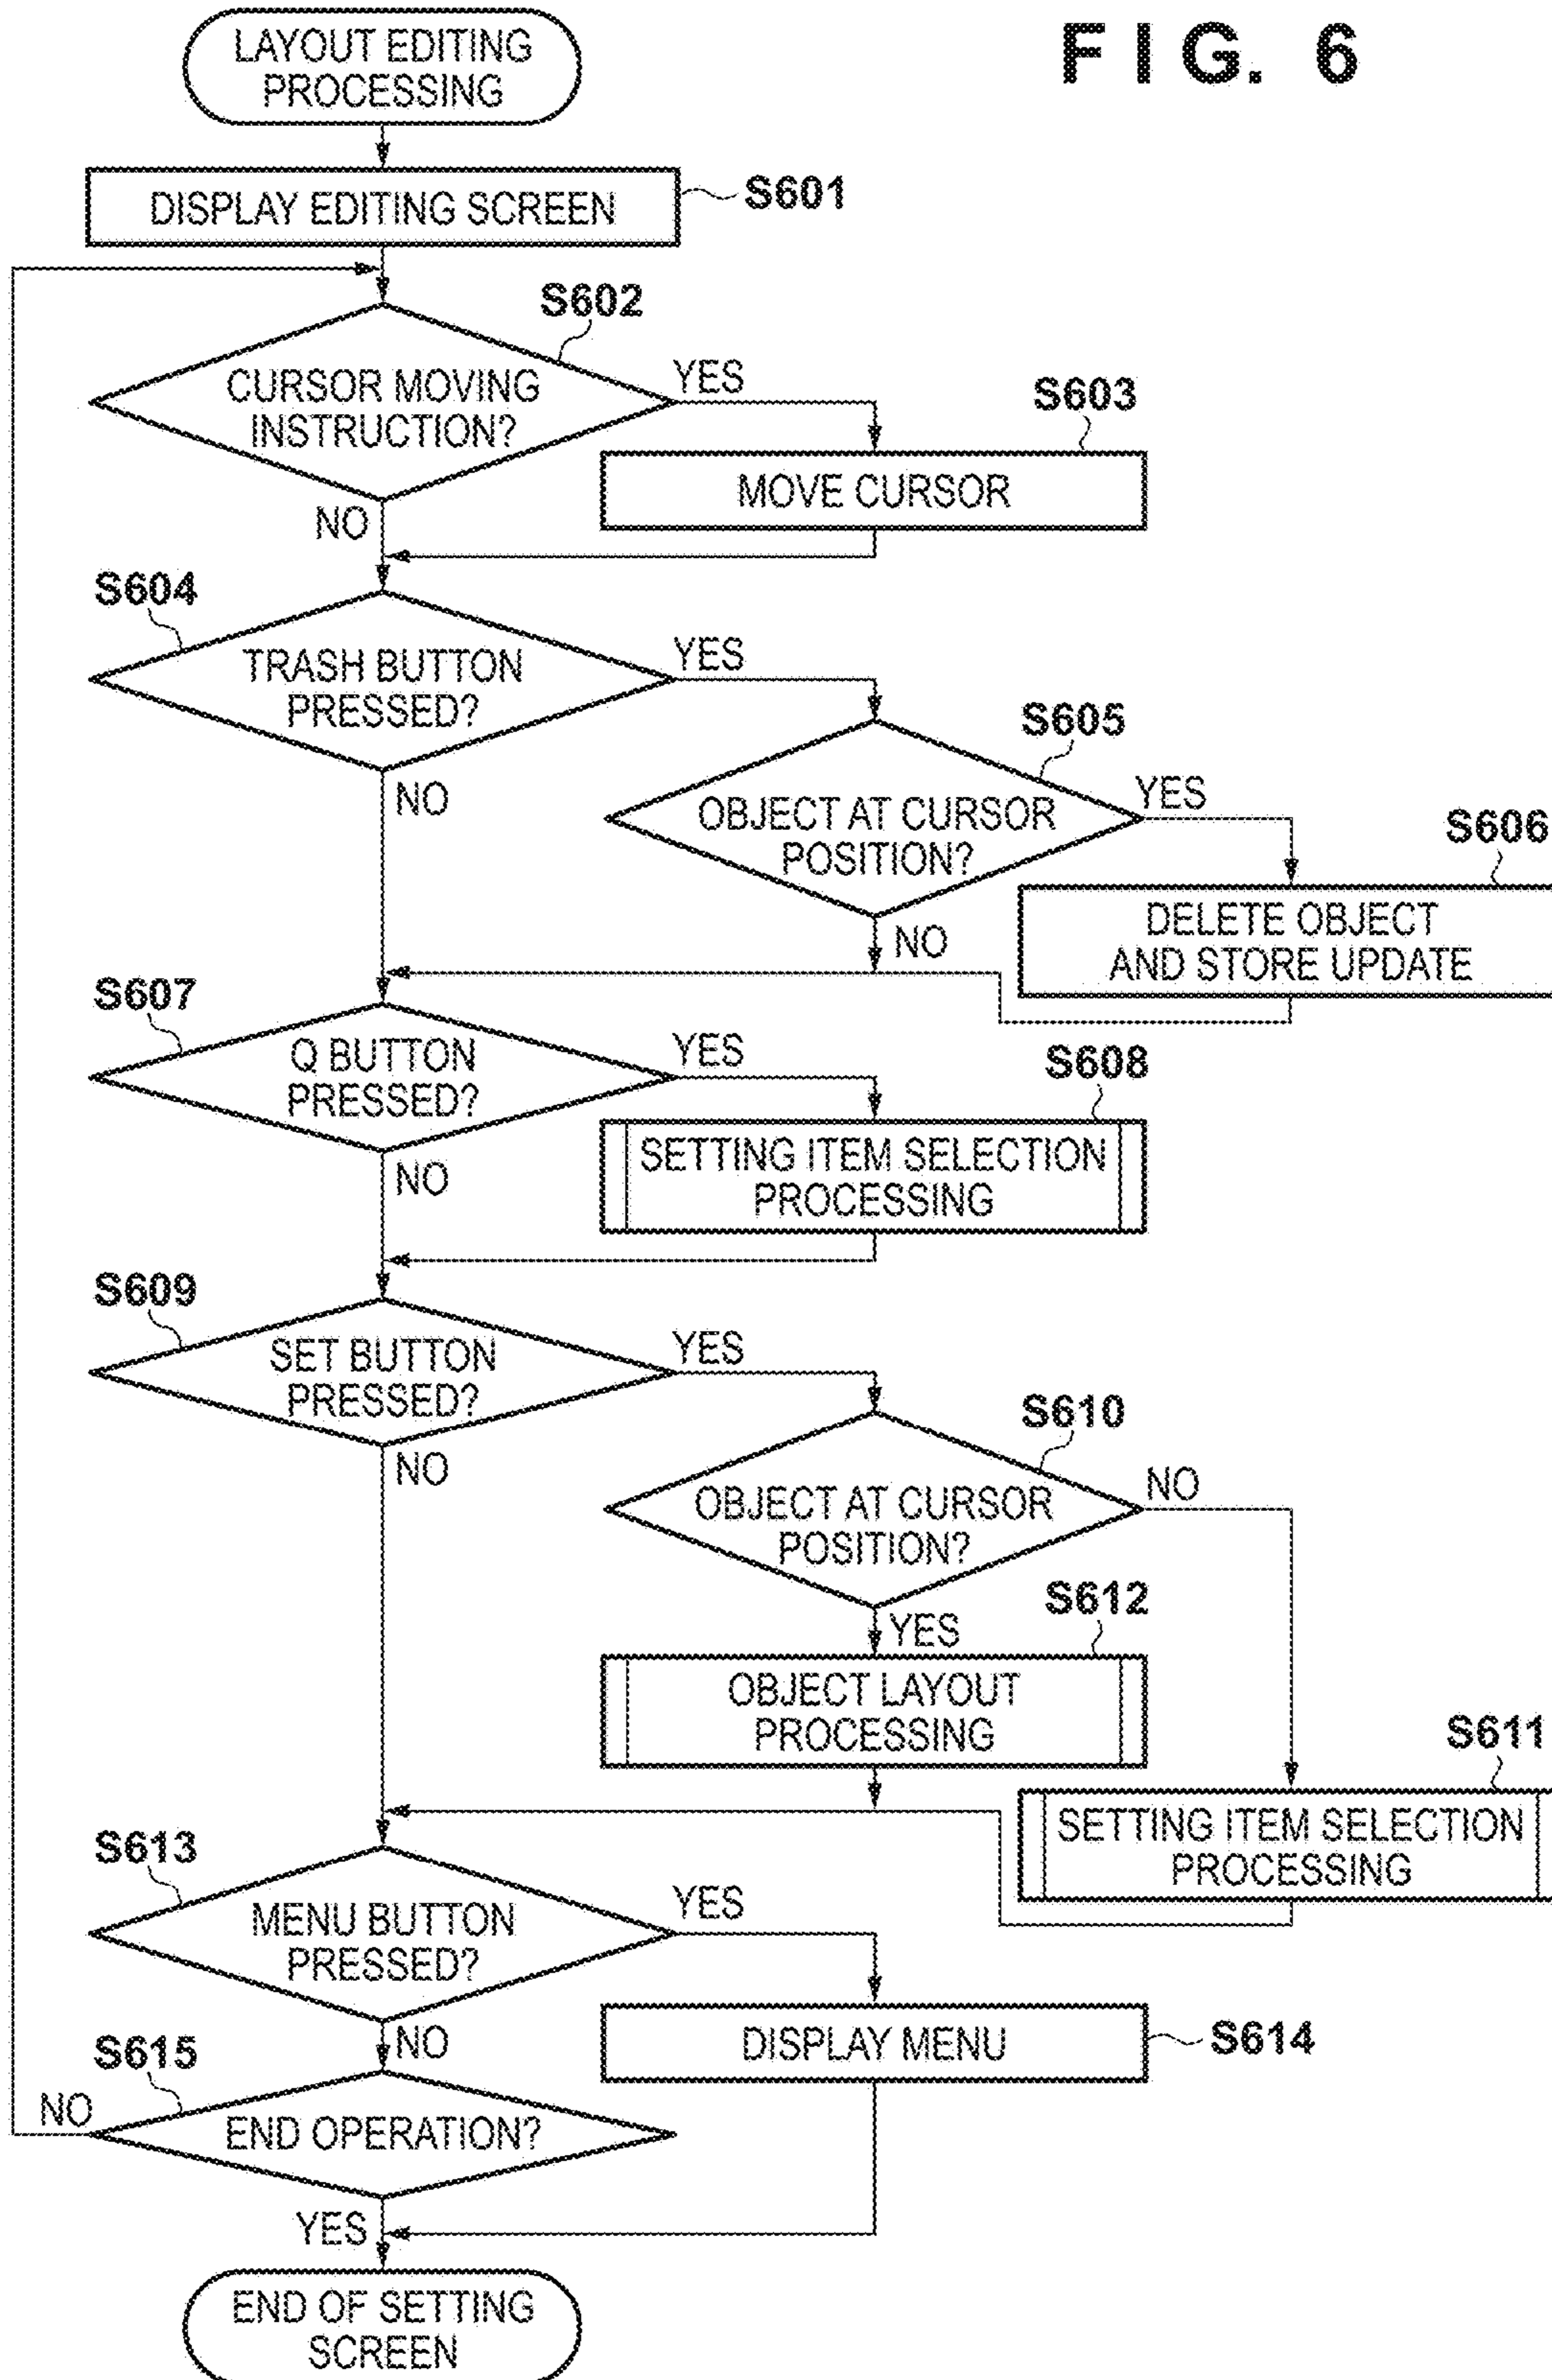 FIG. 6
LAYOUT EDITING
PROCESSING
DISPLAY EDITING SCREEN
S601
S602
CURSOR MOVING
INSTRUCTION?
YES
NO
S603
MOVE CURSOR
S604
TRASH BUTTON
PRESSED?
YES
NO
S605
OBJECT AT CURSOR
POSITION?
YES
NO
S606
DELETE OBJECT
AND STORE UPDATE
S607
Q BUTTON
PRESSED?
YES
NO
S608
SETTING ITEM SELECTION
PROCESSING
S609
SET BUTTON
PRESSED?
YES
NO
S610
OBJECT AT CURSOR
POSITION?
NO
YES
S612
OBJECT LAYOUT
PROCESSING
S611
SETTING ITEM SELECTION
PROCESSING
S613
MENU BUTTON
PRESSED?
YES
NO
DISPLAY MENU
S614
S615
END OPERATION?
NO
YES
END OF SETTING
SCREEN